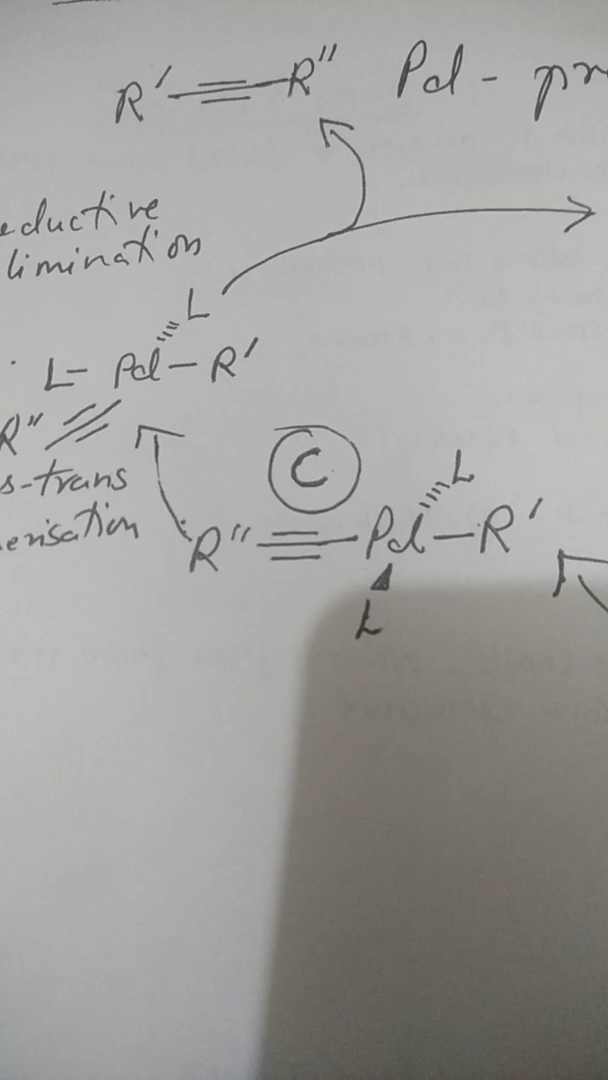 R′ ≡ R″ Pd - pr
eductive
limination
L
L- Pd - R′
R″
s-trans
erisation
C
L
R″ ≡ Pd - R′
L